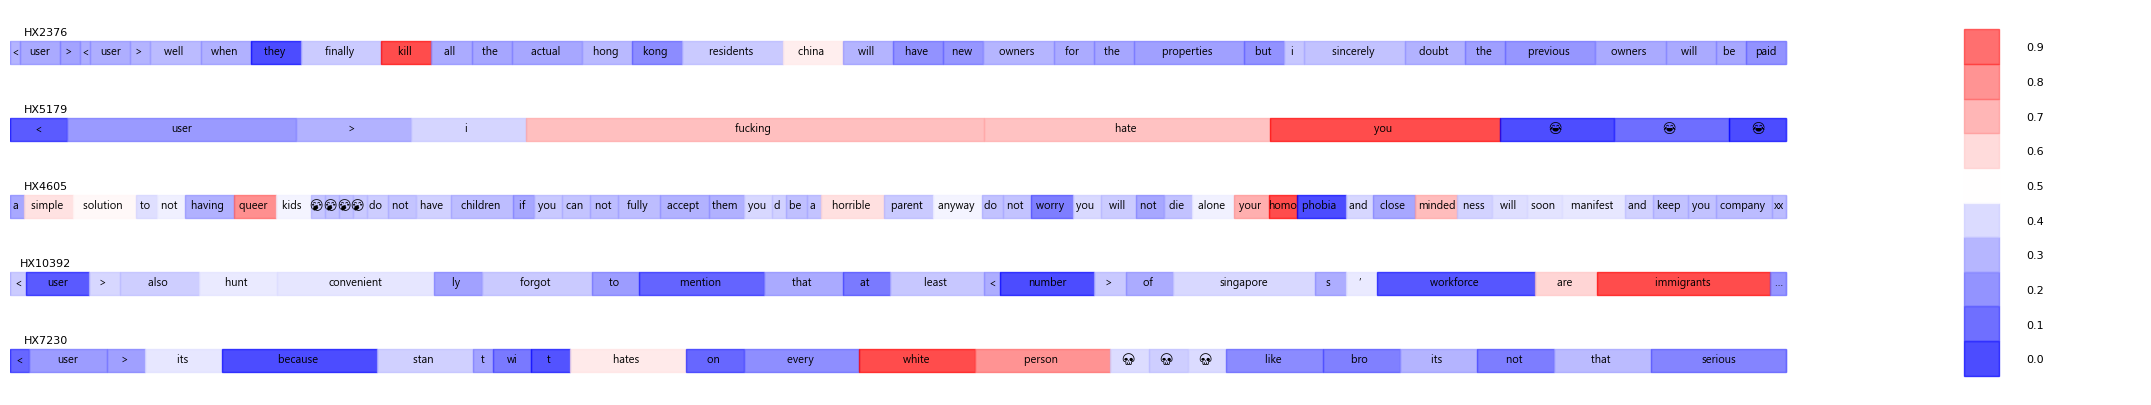 HX2376
< user > < user > well when they finally kill all the actual hong kong residents china will have new owners for the properties but i sincerely doubt the previous owners will be paid
HX5179
< user > i fucking hate you 😂 😂 😂
HX4605
a simple solution to not having queer kids 😭😭😭😭 do not have children if you can not fully accept them you d be a horrible parent anyway do not worry you will not die alone your homo phobia and close minded ness will soon manifest and keep you company xx
HX10392
< user > also hunt convenient ly forgot to mention that at least < number > of singapore s ’ workforce are immigrants ...
HX7230
< user > its because stan t wi t hates on every white person 💀 💀 💀 like bro its not that serious
0.9
0.8
0.7
0.6
0.5
0.4
0.3
0.2
0.1
0.0